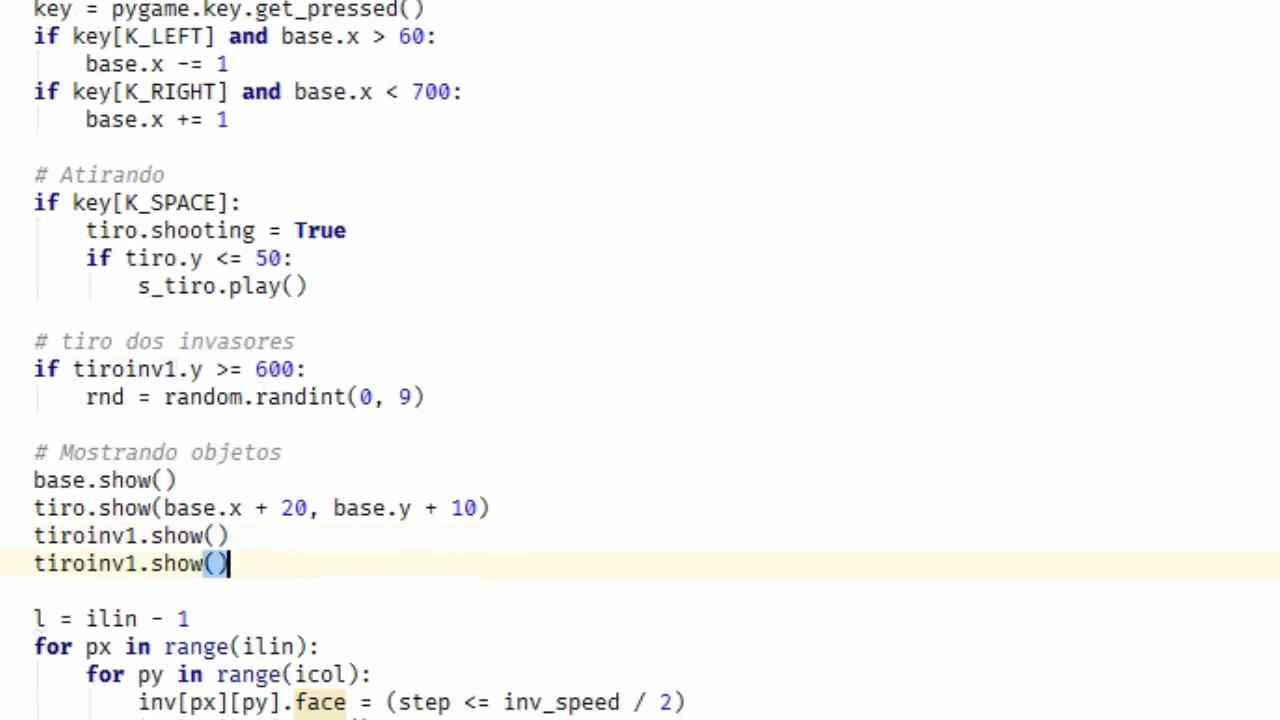 key = pygame.key.get_pressed()
if key[K_LEFT] and base.x > 60:
base.x -= 1
if key[K_RIGHT] and base.x < 700:
base.x += 1
# Atirando
if key[K_SPACE]:
tiro.shooting = True
if tiro.y <= 50:
s_tiro.play()
# tiro dos invasores
if tiroinv1.y >= 600:
rnd = random.randint(0, 9)
# Mostrando objetos
base.show()
tiro.show(base.x + 20, base.y + 10)
tiroinv1.show()
tiroinv1.show()
l = ilin - 1
for px in range(ilin):
for py in range(icol):
inv[px][py].face = (step <= inv_speed / 2)